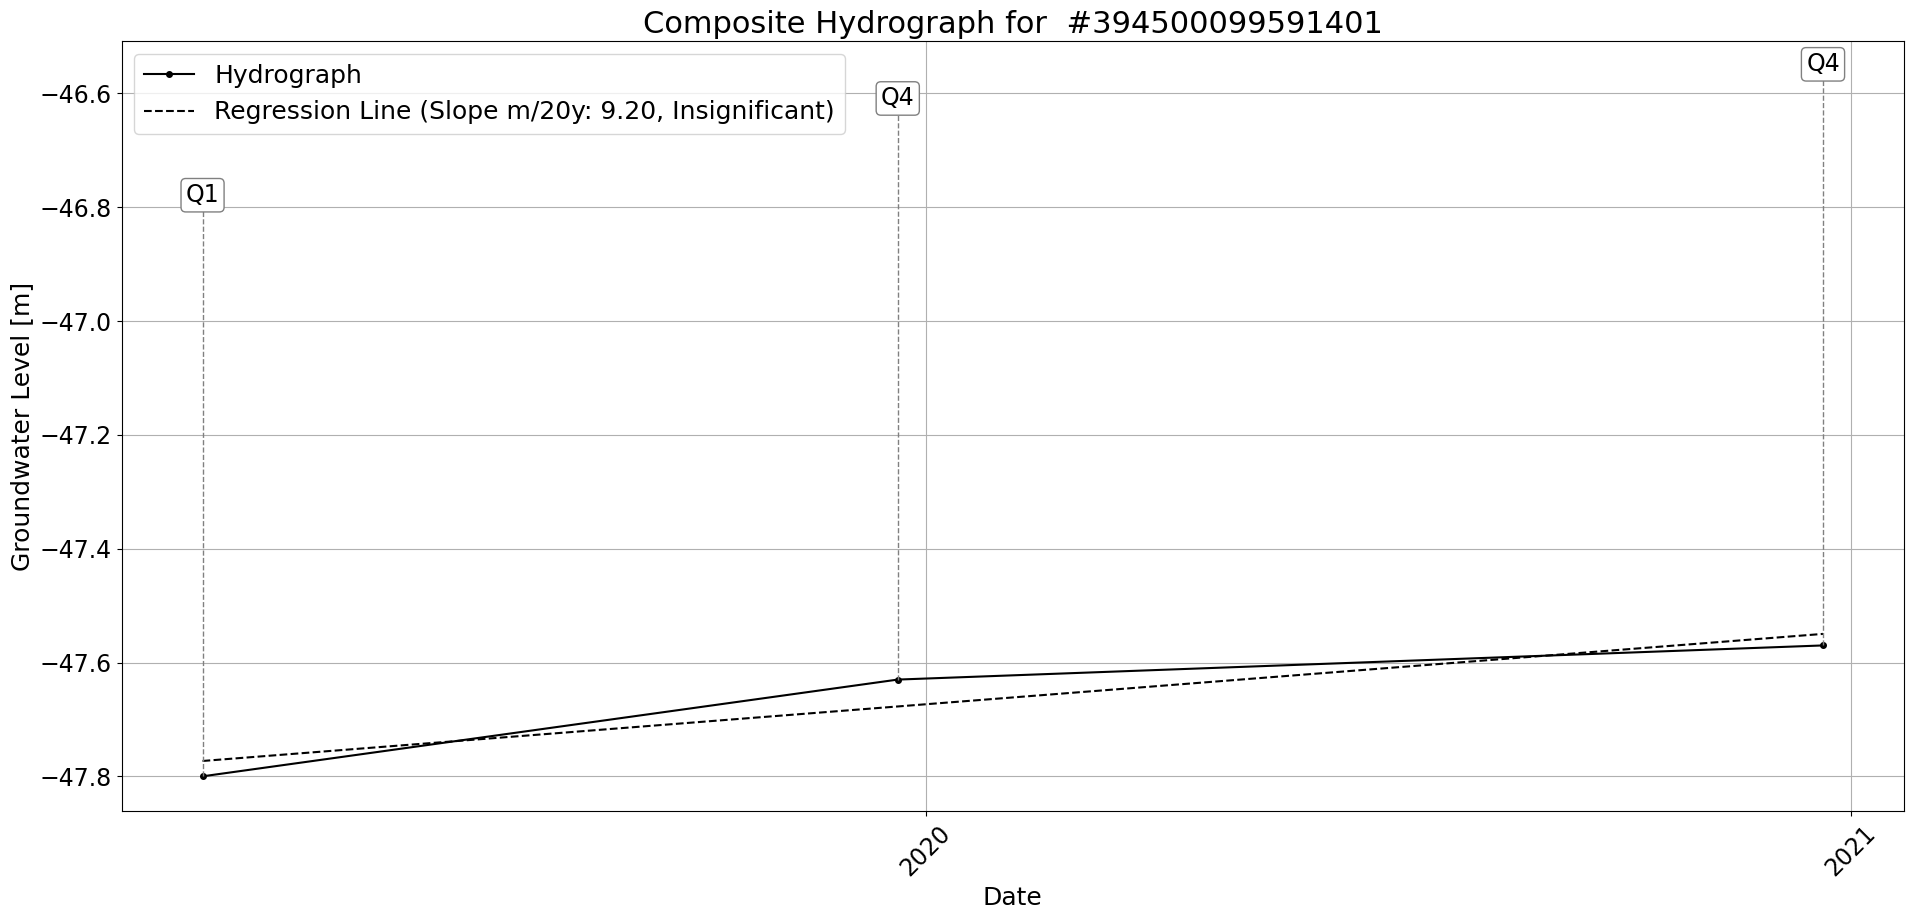 Composite Hydrograph for  #394500099591401
Hydrograph
Regression Line (Slope m/20y: 9.20, Insignificant)
Q1
Q4
Q4
Groundwater Level [m]
−46.6
−46.8
−47.0
−47.2
−47.4
−47.6
−47.8
2020
2021
Date